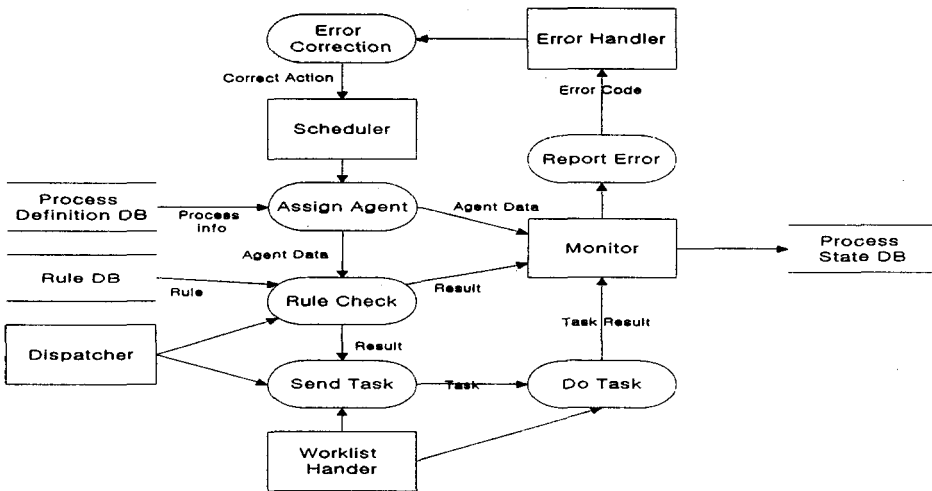 Error
Correction
Error Handler
Correct Action
Error Code
Scheduler
Report Error
Process
Definition DB
Process
info
Assign Agent
Agent Data
Agent Data
Monitor
Process
State DB
Rule DB
Rule
Rule Check
Result
Task Result
Dispatcher
Result
Send Task
Task
Do Task
Worklist
Hander